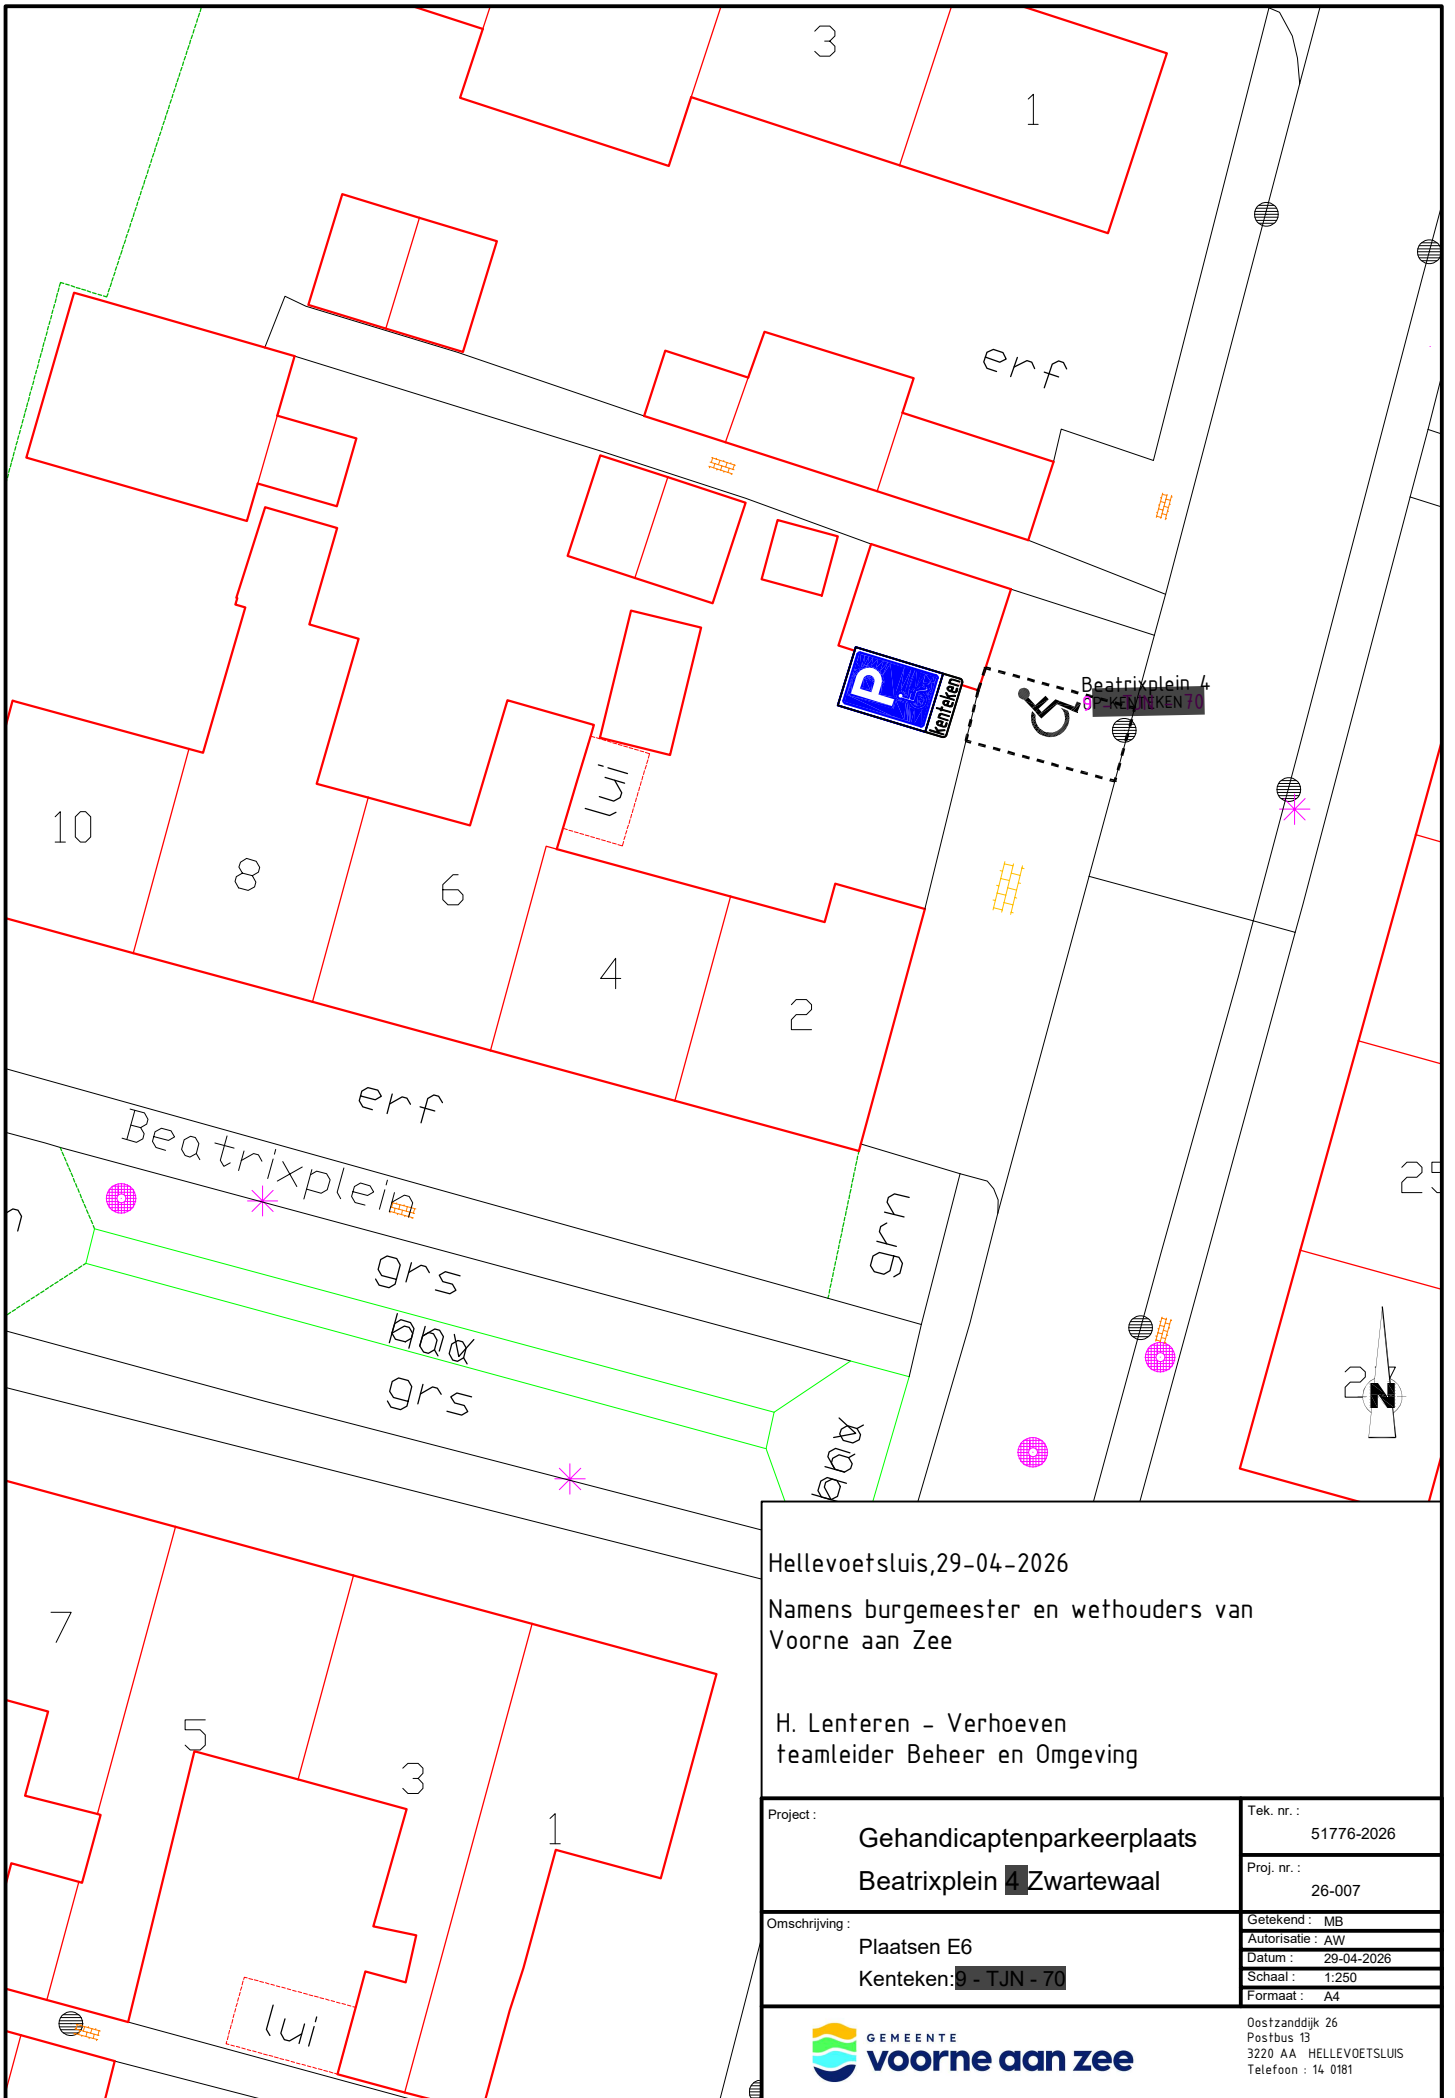 3
1
erf
Beatrixplein 4
P
kenteken
lui
10
8
6
4
2
erf
Beatrixplein
grn
grs
grs
25
N
7
5
3
1
lui
Hellevoetsluis,29-04-2026
Namens burgemeester en wethouders van
Voorne aan Zee
H. Lenteren - Verhoeven
teamleider Beheer en Omgeving
Project :
Gehandicaptenparkeerplaats
Beatrixplein 4 Zwartewaal
Tek. nr. :
51776-2026
Proj. nr. :
26-007
Omschrijving :
Plaatsen E6
Kenteken:9 - TJN - 70
Getekend : MB
Autorisatie : AW
Datum : 29-04-2026
Schaal : 1:250
Formaat : A4
GEMEENTE
voorne aan zee
Oostzanddijk 26
Postbus 13
3220 AA HELLEVOETSLUIS
Telefoon : 14 0181